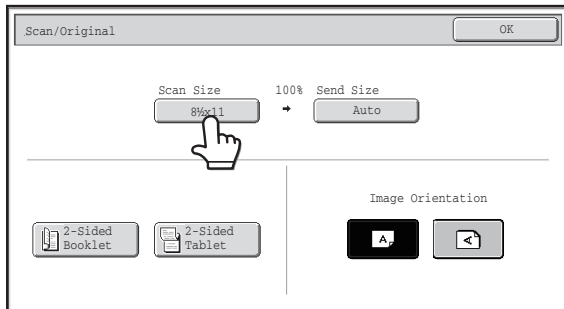 Scan/Original
OK
Scan Size 100% Send Size
8½x11 Auto
2-Sided
Booklet
2-Sided
Tablet
Image Orientation
A
A